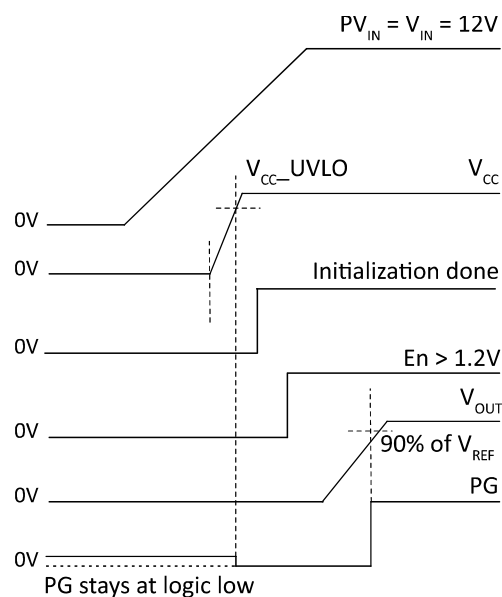 PV_IN = V_IN = 12V
V_CC_UVLO
V_CC
0V
0V
Initialization done
0V
En > 1.2V
0V
V_OUT
90% of V_REF
0V
PG
0V
PG stays at logic low